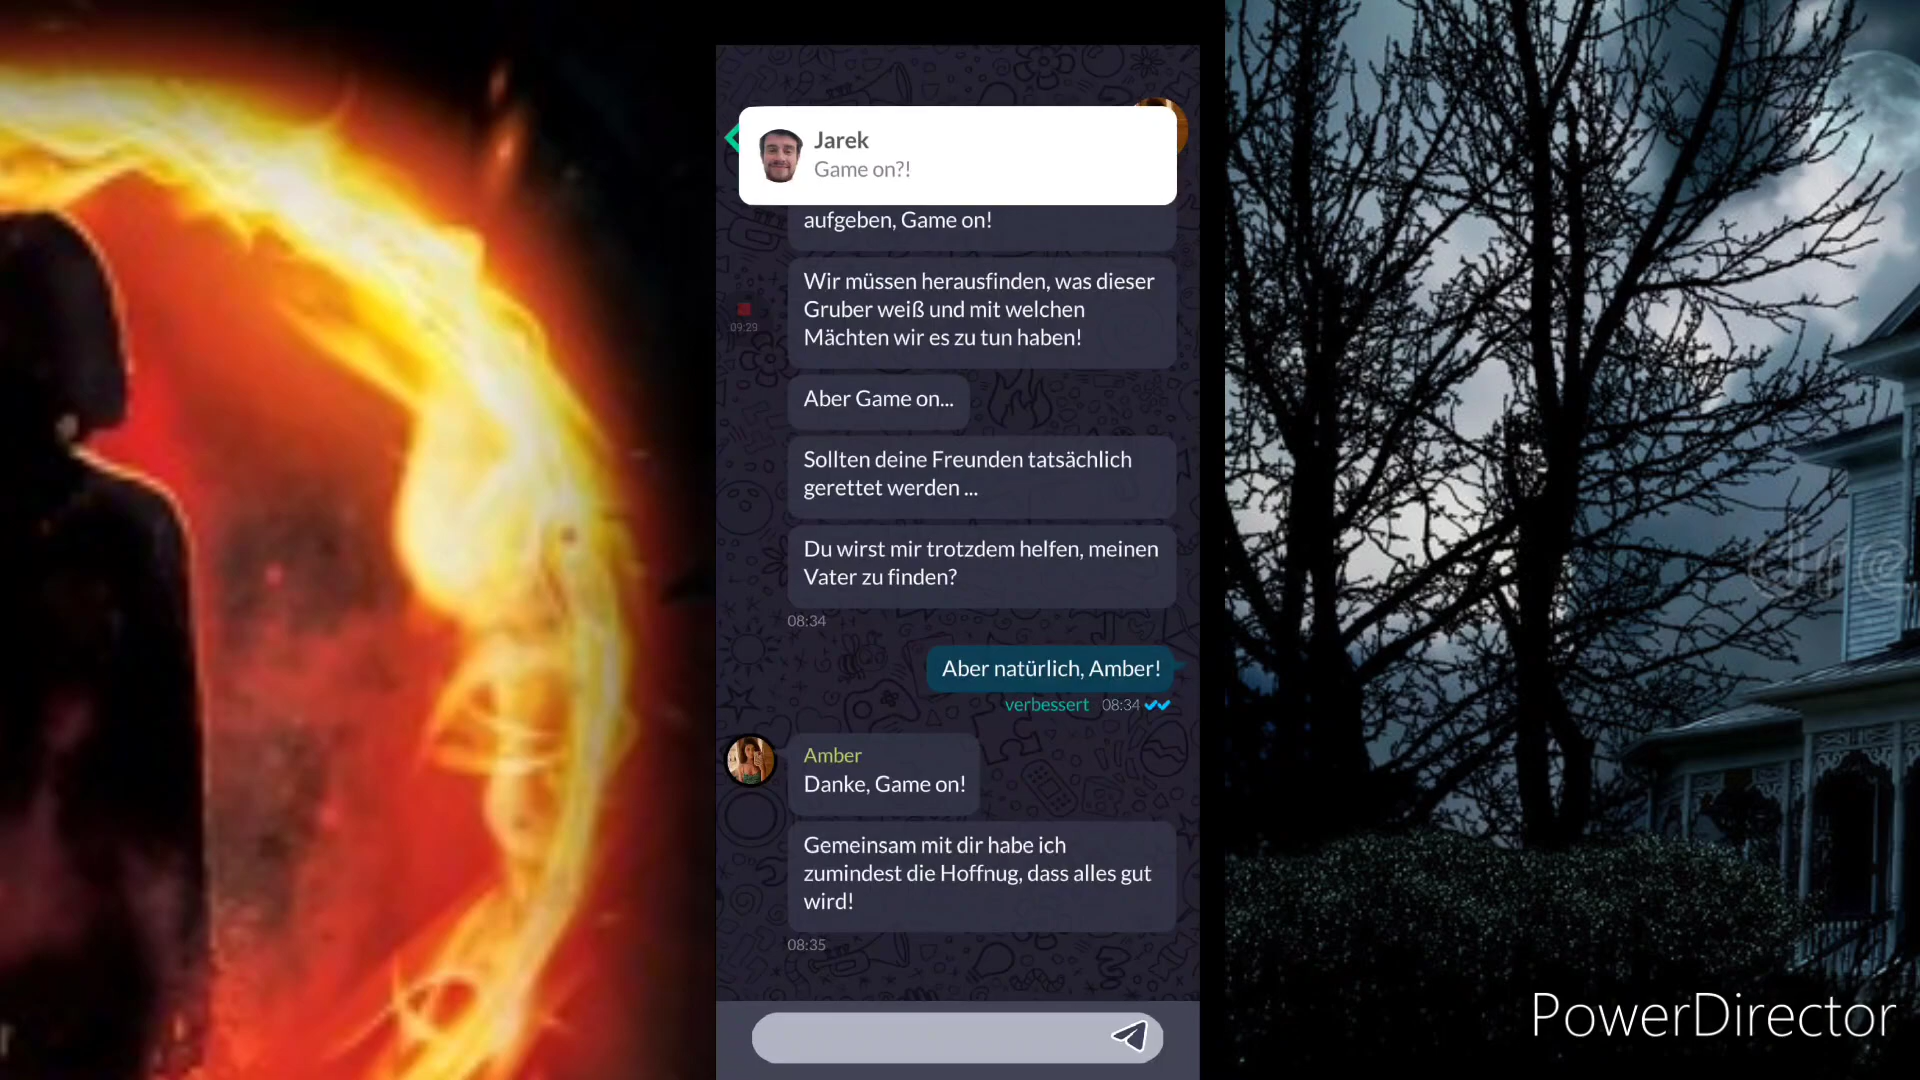 Jarek
Game on?!
aufgeben, Game on!
Wir müssen herausfinden, was dieser
Gruber weiß und mit welchen
Mächten wir es zu tun haben!
09:29
Aber Game on...
Sollten deine Freunden tatsächlich
gerettet werden ...
Du wirst mir trotzdem helfen, meinen
Vater zu finden?
08:34
Aber natürlich, Amber!
verbessert 08:34
Amber
Danke, Game on!
Gemeinsam mit dir habe ich
zumindest die Hoffnug, dass alles gut
wird!
08:35
PowerDirector